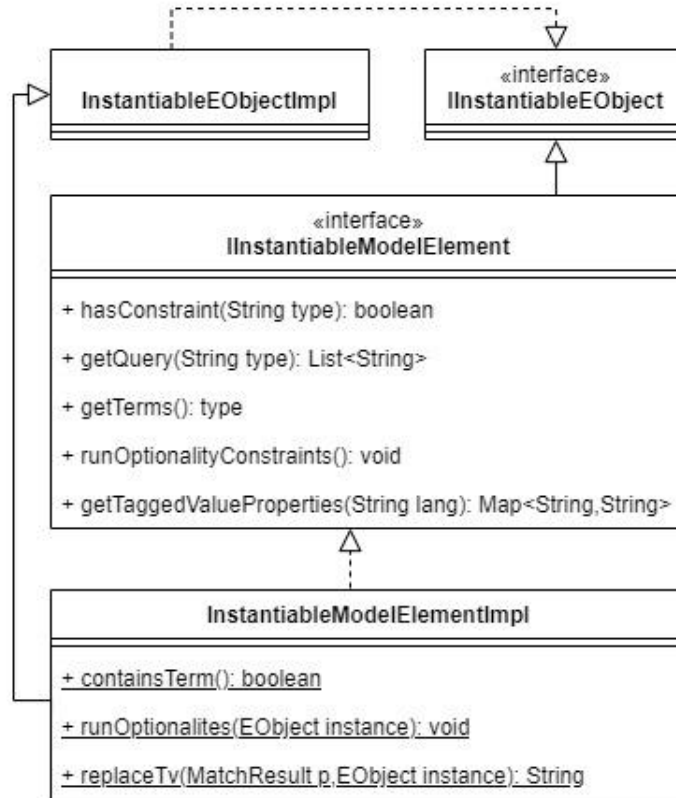 InstantiableEObjectImpl
«interface»
IInstantiableEObject
«interface»
IInstantiableModelElement
+ hasConstraint(String type): boolean
+ getQuery(String type): List<String>
+ getTerms(): type
+ runOptionalityConstraints(): void
+ getTaggedValueProperties(String lang): Map<String,String>
InstantiableModelElementImpl
+ containsTerm(): boolean
+ runOptionalites(EObject instance): void
+ replaceTv(MatchResult p,EObject instance): String